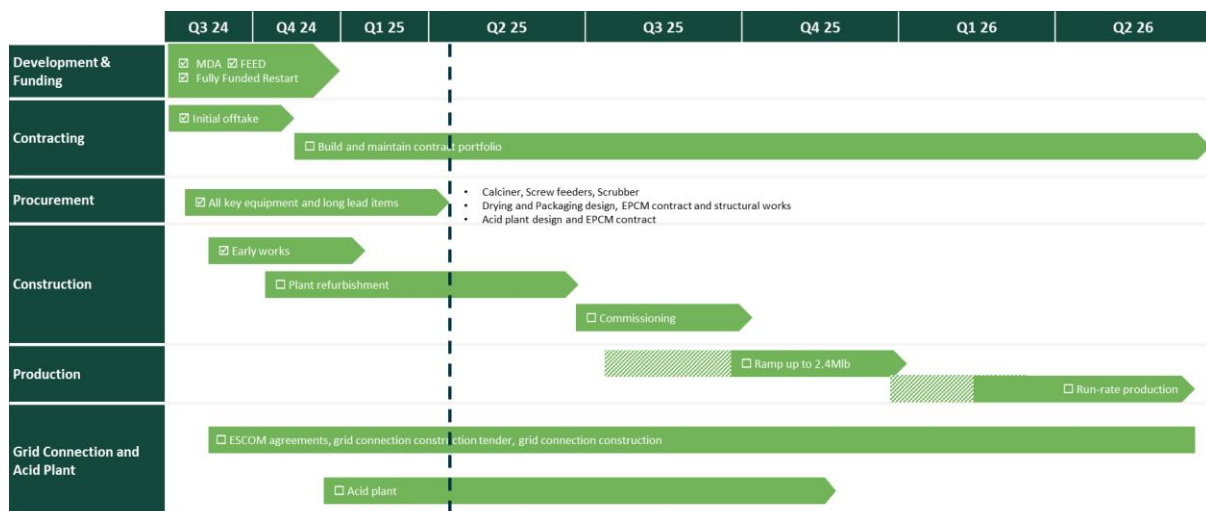 Q3 24 Q4 24 Q1 25 Q2 25 Q3 25 Q4 25 Q1 26 Q2 26
Development &
Funding
☑ MDA ☑ FEED
☑ Fully Funded Restart
Contracting
☑ Initial offtake
☐ Build and maintain contract portfolio
Procurement
☑ All key equipment and long lead items
• Calciner, Screw feeders, Scrubber
• Drying and Packaging design, EPCM contract and structural works
• Acid plant design and EPCM contract
Construction
☑ Early works
☐ Plant refurbishment
☐ Commissioning
Production
☐ Ramp up to 2.4Mlb
☐ Run-rate production
Grid Connection and
Acid Plant
☐ ESCOM agreements, grid connection construction tender, grid connection construction
☐ Acid plant